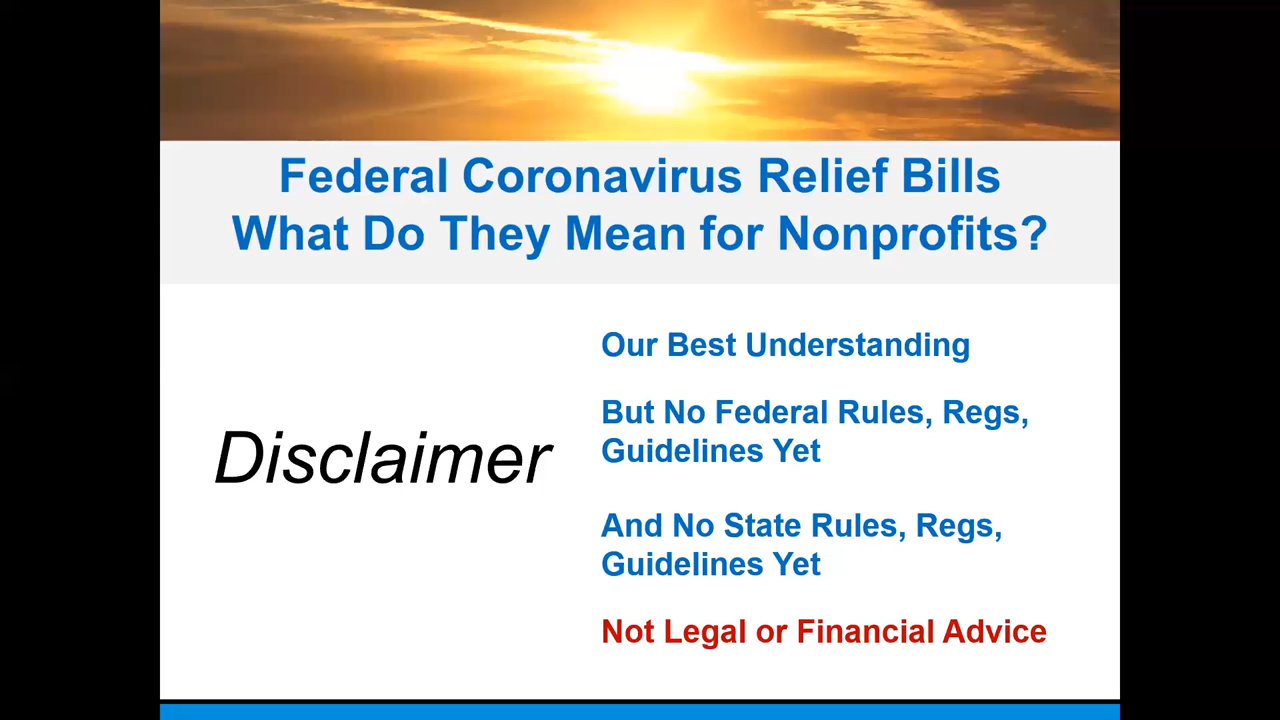 Federal Coronavirus Relief Bills
What Do They Mean for Nonprofits?
Disclaimer
Our Best Understanding
But No Federal Rules, Regs,
Guidelines Yet
And No State Rules, Regs,
Guidelines Yet
Not Legal or Financial Advice